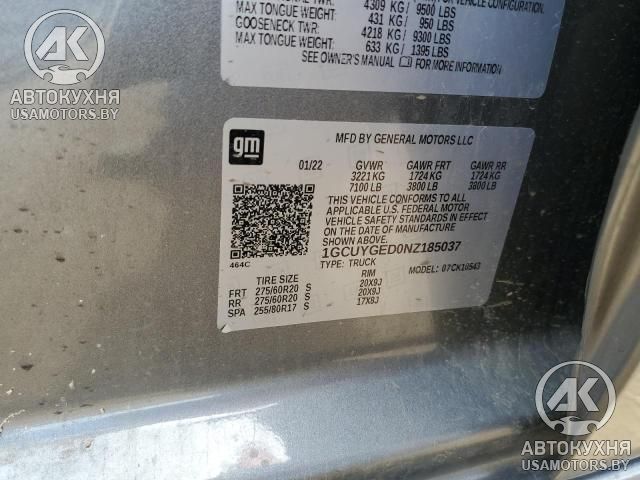 MAX TONGUE WEIGHT: 4309 KG/ 9500 LBS
431 KG/ 950 LBS
GOOSENECK TWR: 4218 KG/ 9300 LBS
MAX TONGUE WEIGHT: 633 KG/ 1395 LBS
SEE OWNER'S MANUAL FOR MORE INFORMATION
AK
АВТОКУХНЯ
USAMOTORS.BY
gm
MFD BY GENERAL MOTORS LLC
01/22 GVWR GAWR FRT GAWR RR
3221 KG 1724 KG 1724 KG
7100 LB 3800 LB 3800 LB
THIS VEHICLE CONFORMS TO ALL
APPLICABLE U.S. FEDERAL MOTOR
VEHICLE SAFETY STANDARDS IN EFFECT
ON THE DATE OF MANUFACTURE SHOWN ABOVE.
1GCUYGED0NZ185037
464C TYPE: TRUCK MODEL: 07CK10543
TIRE SIZE RIM
FRT 275/60R20 S 20X9J
RR 275/60R20 S 20X9J
SPA 255/80R17 S 17X8J
AK
АВТОКУХНЯ
USAMOTORS.BY